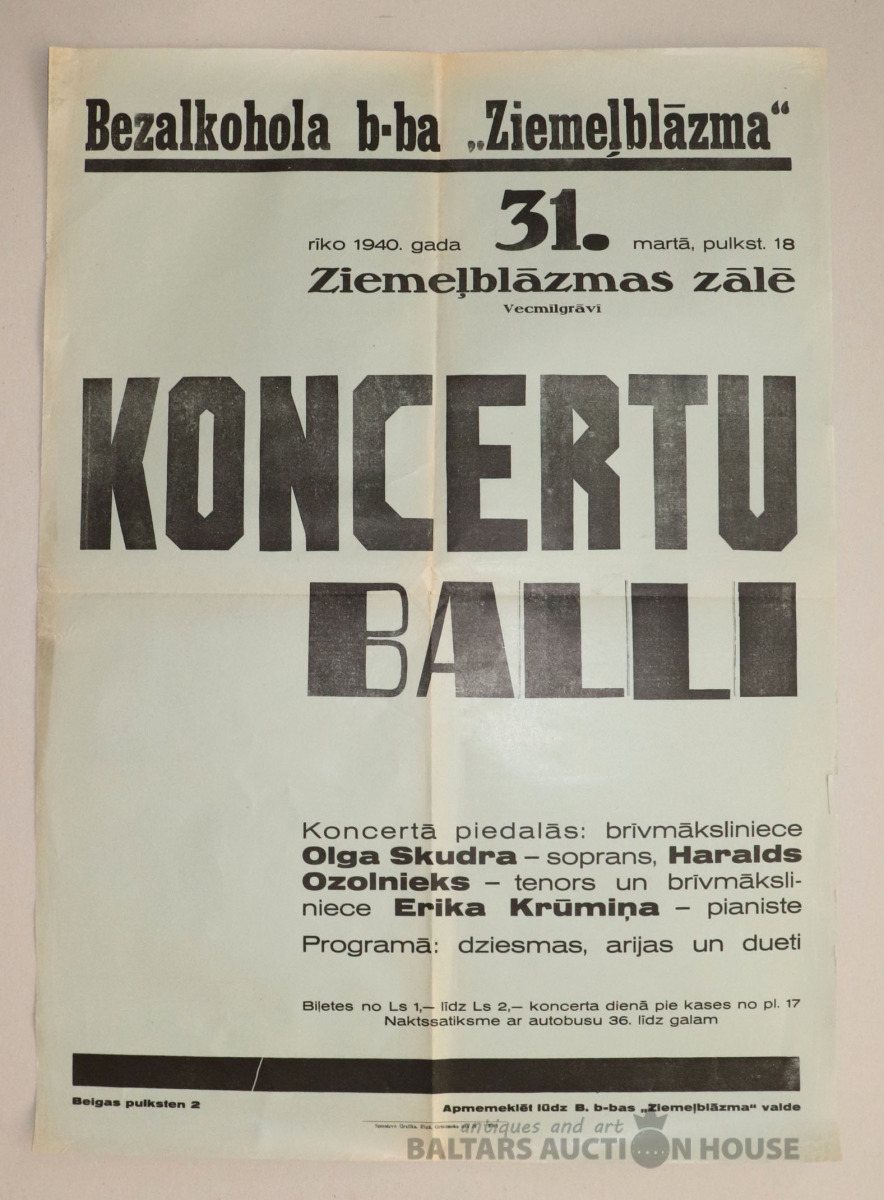 Bezalkohola b-ba „Ziemeļblāzma“
rīko 1940. gada 31. martā, pulkst. 18
Ziemeļblāzmas zālē
Vecmīlgrāvī
KONCERTU
BALLI
Koncertā piedalās: brīvmāksliniece
Olga Skudra – soprans, Haralds
Ozolnieks – tenors un brīvmāksli-
niece Erika Krūmiņa – pianiste
Programā: dziesmas, arijas un dueti
Biļetes no Ls 1,— līdz Ls 2,— koncerta dienā pie kases no pl. 17
Naktssatiksme ar autobusu 36. līdz galam
Beigas pulksten 2
Apmemeklēt lūdz B. b-bas „Ziemeļblāzma“ valde
antiques and art
BALTARS AUCTION HOUSE